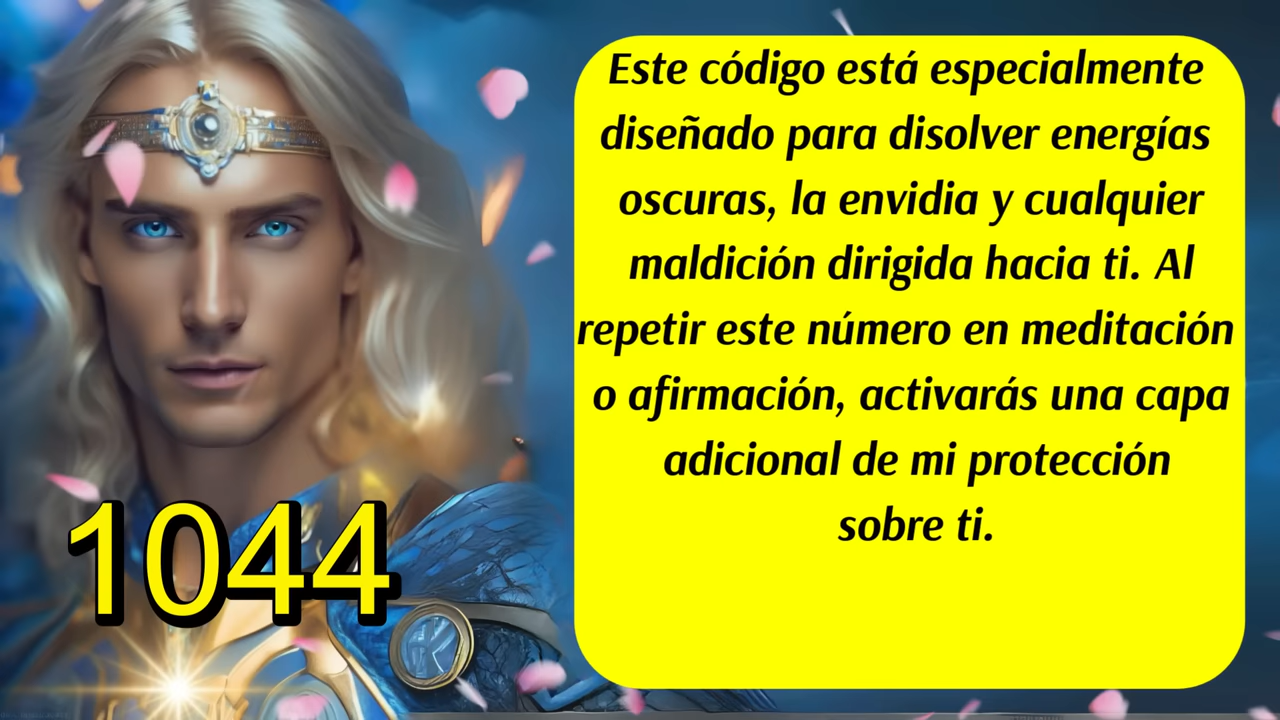 Este código está especialmente
diseñado para disolver energías
oscuras, la envidia y cualquier
maldición dirigida hacia ti. Al
repetir este número en meditación
o afirmación, activarás una capa
adicional de mi protección
sobre ti.
1044